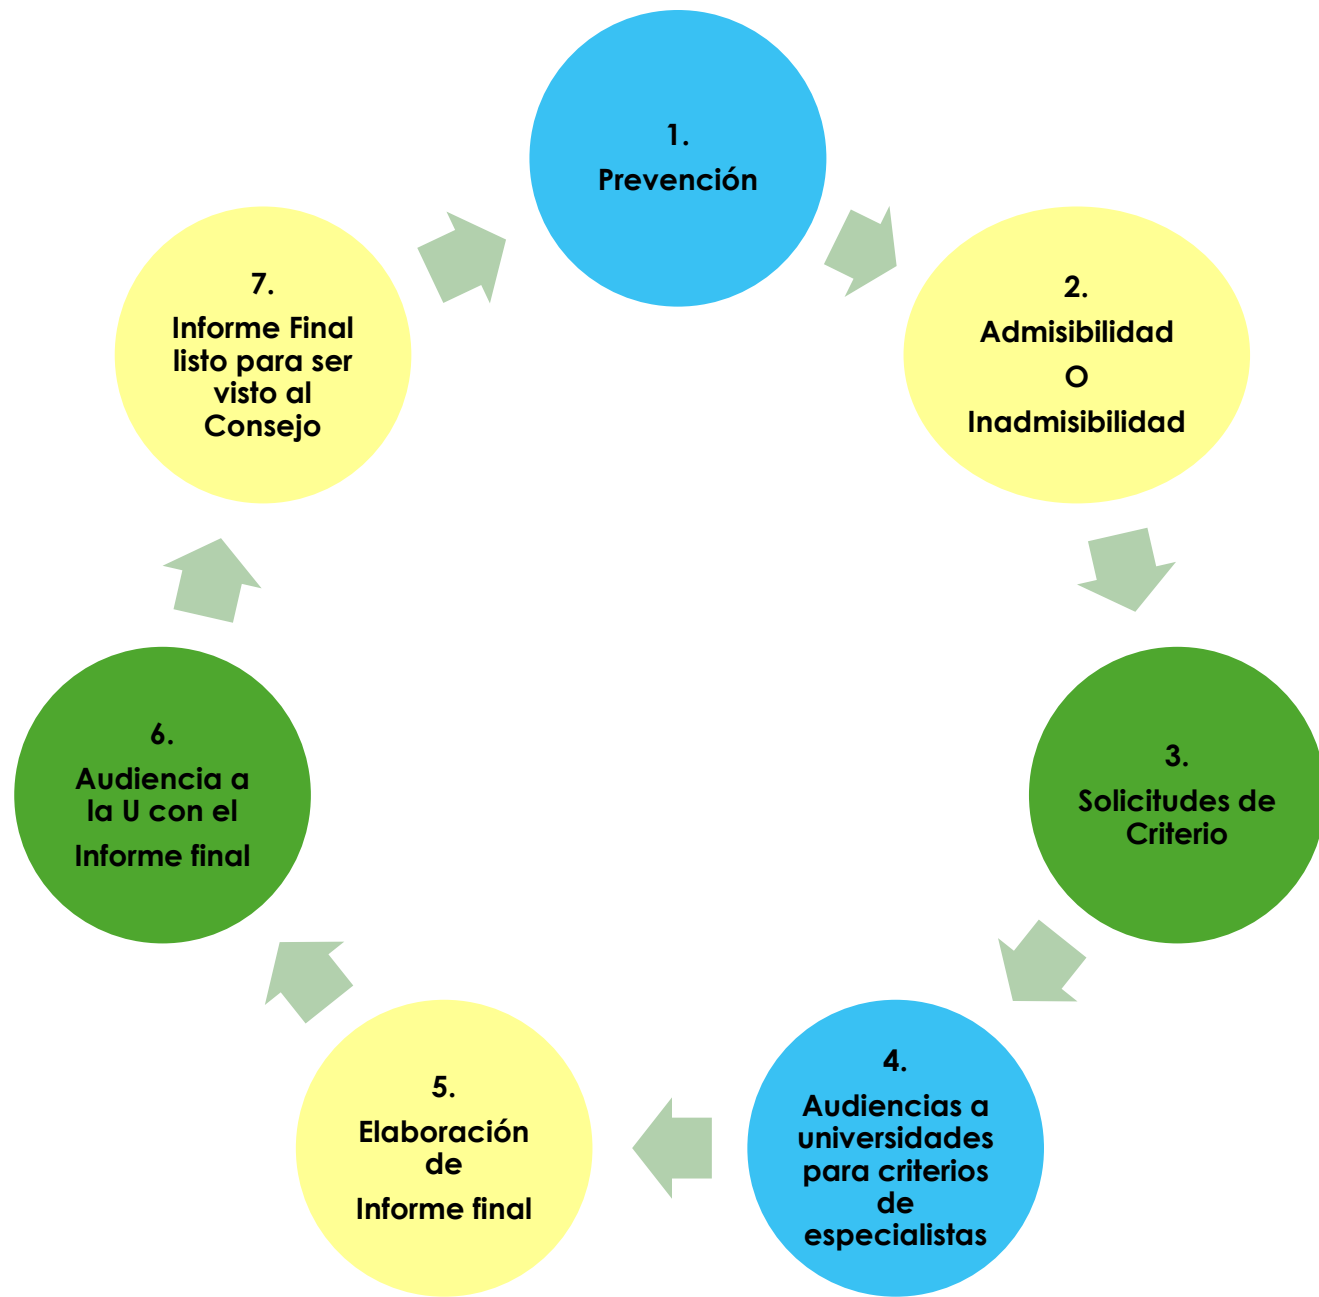 1.
Prevención
2.
Admisibilidad
O
Inadmisibilidad
3.
Solicitudes de
Criterio
4.
Audiencias a
universidades
para criterios
de
especialistas
5.
Elaboración
de
Informe final
6.
Audiencia a
la U con el
Informe final
7.
Informe Final
listo para ser
visto al
Consejo